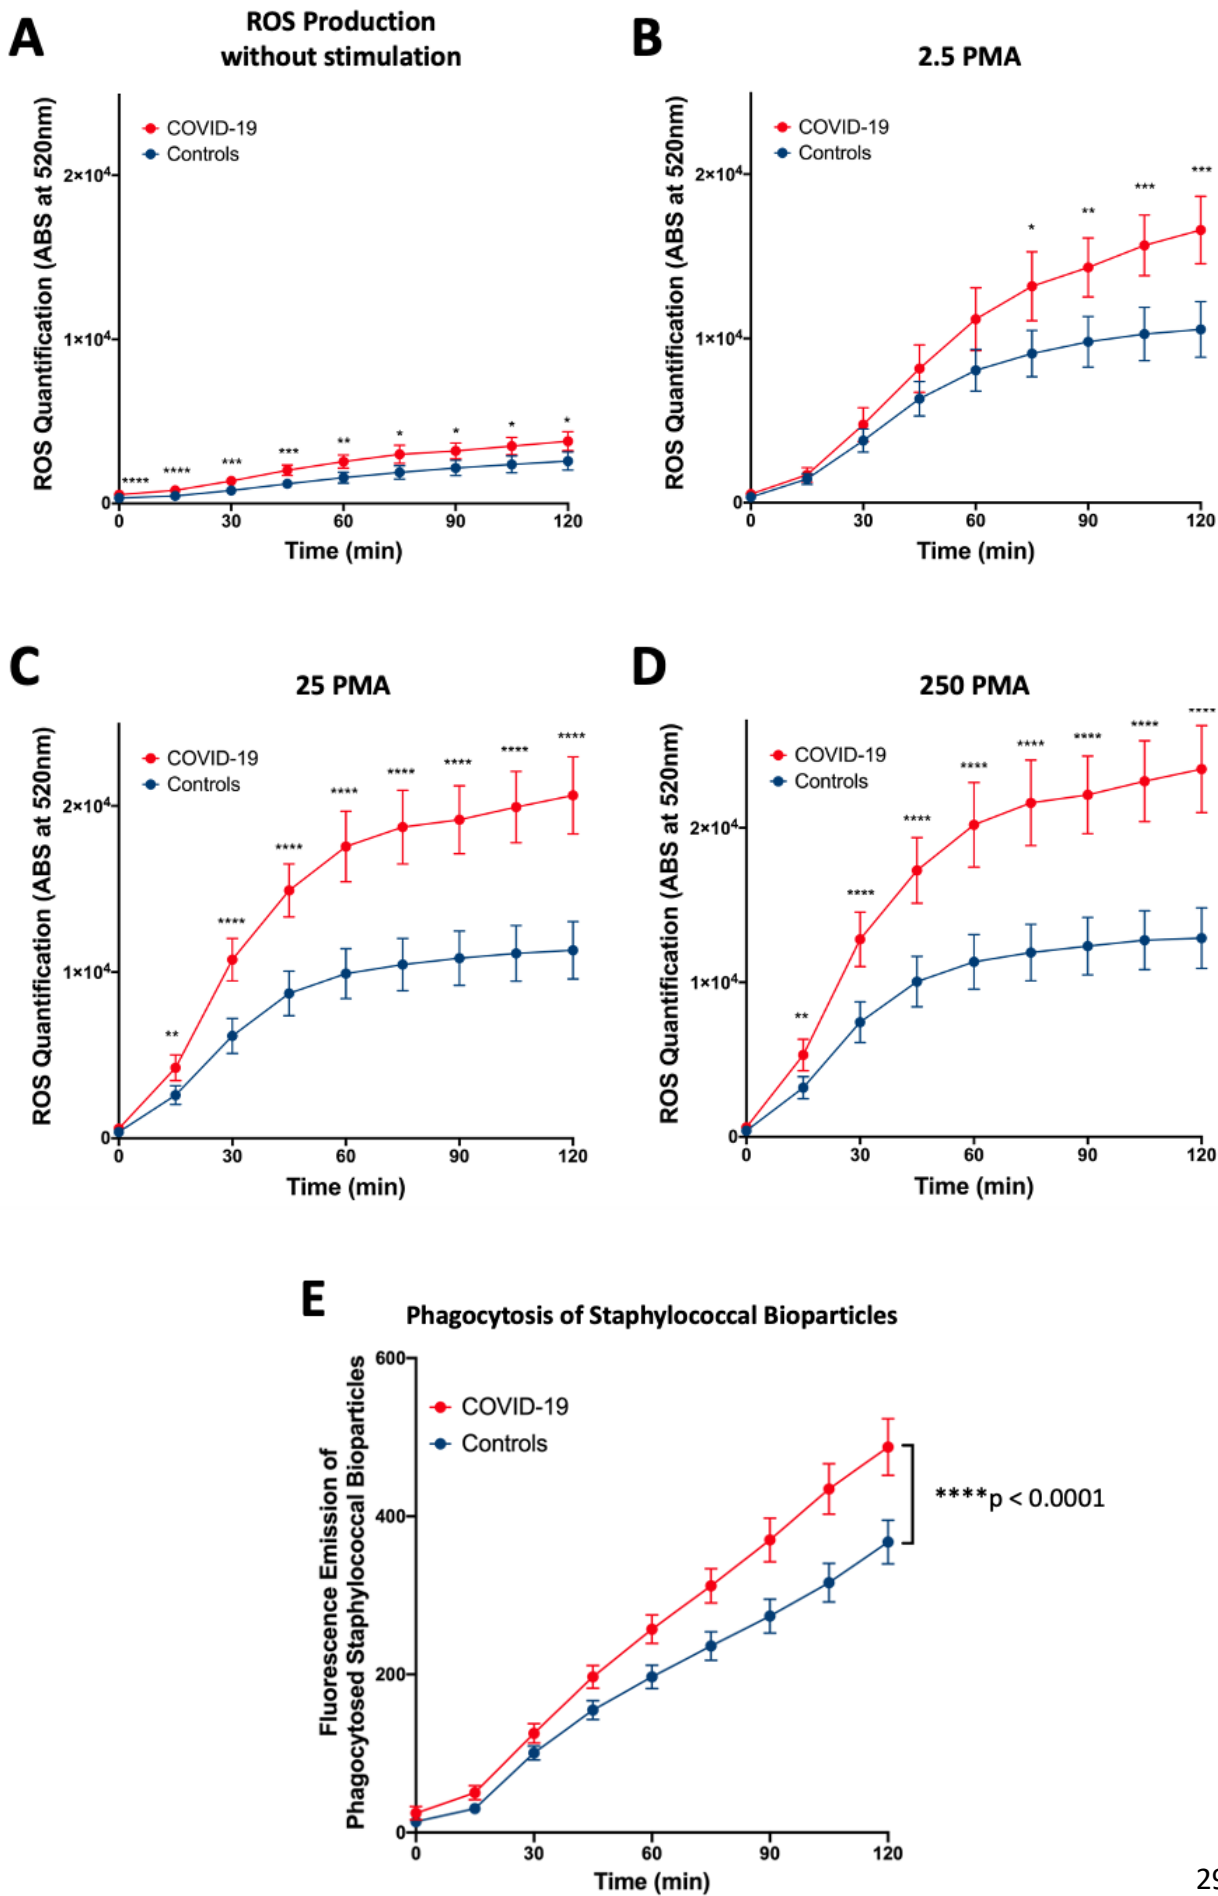 A
ROS Production
without stimulation
ROS Quantification (ABS at 520nm)
COVID-19
Controls
2×10⁴
1×10⁴
0
**** **** *** *** ** * * * *
0 30 60 90 120
Time (min)
B
2.5 PMA
ROS Quantification (ABS at 520nm)
COVID-19
Controls
2×10⁴
1×10⁴
0
* ** *** ***
0 30 60 90 120
Time (min)
C
25 PMA
ROS Quantification (ABS at 520nm)
COVID-19
Controls
2×10⁴
1×10⁴
0
** **** **** **** **** **** **** ****
0 30 60 90 120
Time (min)
D
250 PMA
ROS Quantification (ABS at 520nm)
COVID-19
Controls
2×10⁴
1×10⁴
0
** **** **** **** **** **** **** ****
0 30 60 90 120
Time (min)
E
Phagocytosis of Staphylococcal Bioparticles
Fluorescence Emission of
Phagocytosed Staphylococcal Bioparticles
COVID-19
Controls
600
400
200
0
****p < 0.0001
0 30 60 90 120
Time (min)
29